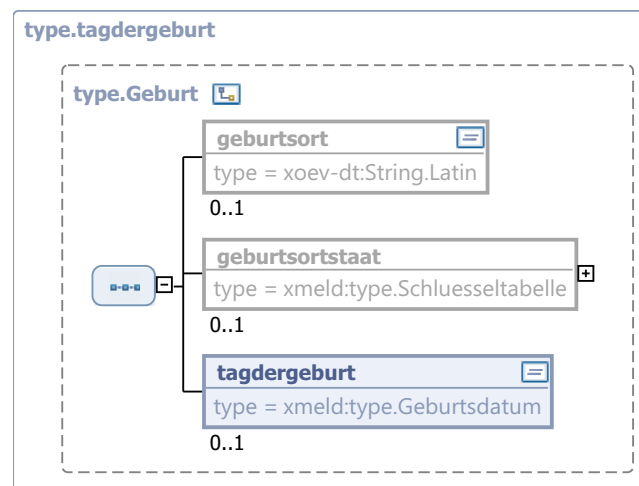 type.tagdergeburt
type.Geburt
geburtsort
type = xoev-dt:String.Latin
0..1
geburtsortstaat
type = xmeld:type.Schluesseltabelle
0..1
tagdergeburt
type = xmeld:type.Geburtsdatum
0..1